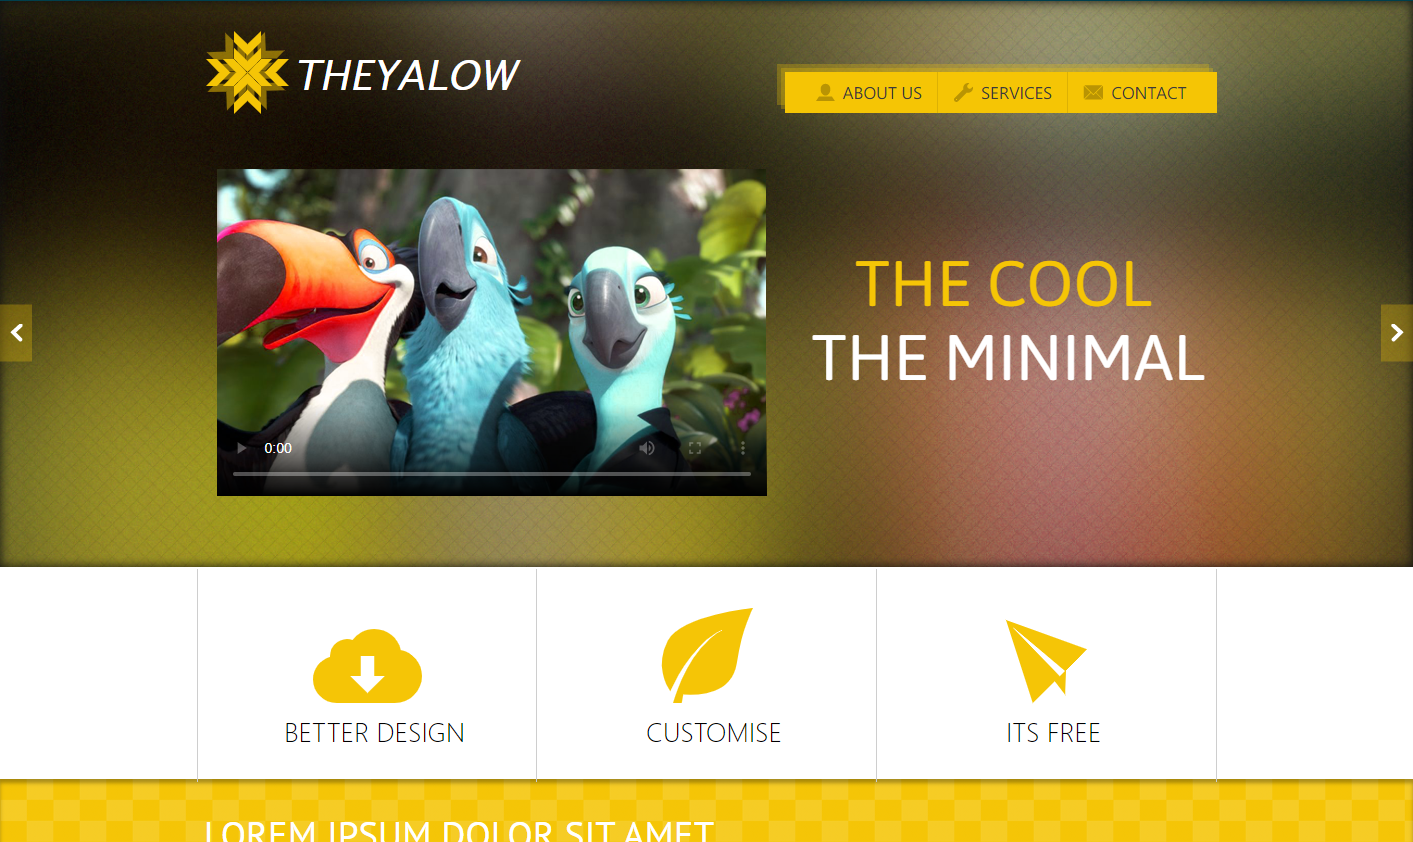 THEYALOW
ABOUT US
SERVICES
CONTACT
THE COOL
THE MINIMAL
0:00
BETTER DESIGN
CUSTOMISE
ITS FREE
LOREM IPSUM DOLOR SIT AMET